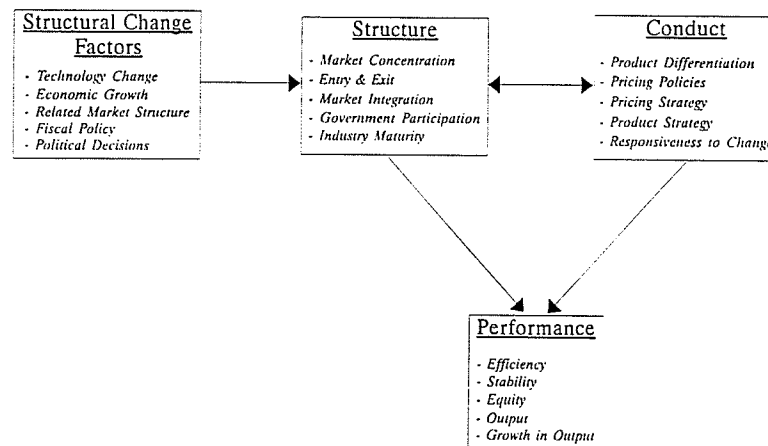 Structural Change
Factors
- Technology Change
- Economic Growth
- Related Market Structure
- Fiscal Policy
- Political Decisions
Structure
- Market Concentration
- Entry & Exit
- Market Integration
- Government Participation
- Industry Maturity
Conduct
- Product Differentiation
- Pricing Policies
- Pricing Strategy
- Product Strategy
- Responsiveness to Change
Performance
- Efficiency
- Stability
- Equity
- Output
- Growth in Output